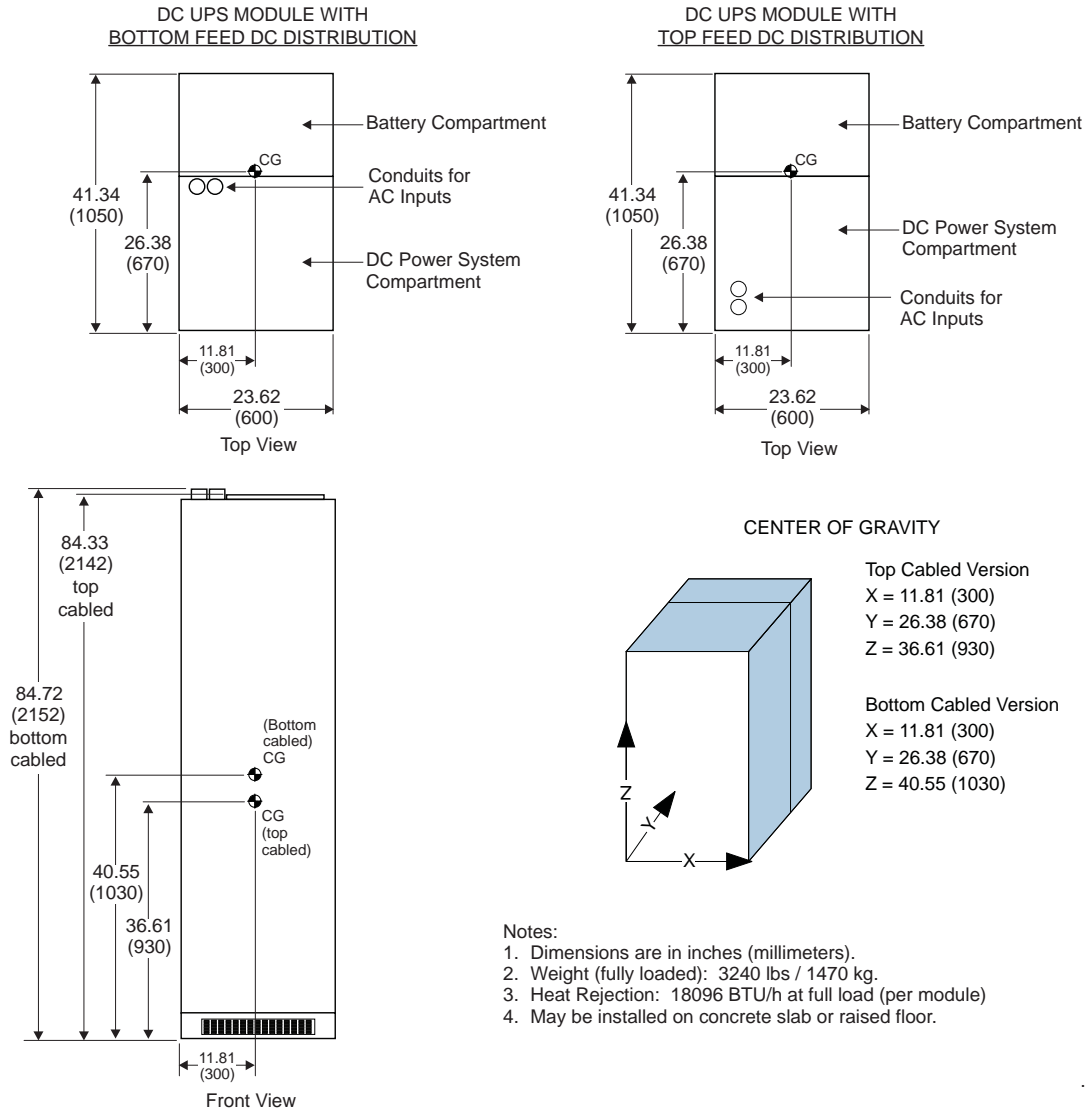 DC UPS MODULE WITH
BOTTOM FEED DC DISTRIBUTION
Battery Compartment
CG
Conduits for
AC Inputs
41.34
(1050)
26.38
(670)
DC Power System
Compartment
11.81
(300)
23.62
(600)
Top View
DC UPS MODULE WITH
TOP FEED DC DISTRIBUTION
Battery Compartment
CG
41.34
(1050)
26.38
(670)
DC Power System
Compartment
Conduits for
AC Inputs
11.81
(300)
23.62
(600)
Top View
84.33
(2142)
top
cabled
84.72
(2152)
bottom
cabled
(Bottom
cabled)
CG
CG
(top
cabled)
40.55
(1030)
36.61
(930)
11.81
(300)
Front View
CENTER OF GRAVITY
Top Cabled Version
X = 11.81 (300)
Y = 26.38 (670)
Z = 36.61 (930)
Bottom Cabled Version
X = 11.81 (300)
Y = 26.38 (670)
Z = 40.55 (1030)
Z
Y
X
Notes:
1. Dimensions are in inches (millimeters).
2. Weight (fully loaded): 3240 lbs / 1470 kg.
3. Heat Rejection: 18096 BTU/h at full load (per module)
4. May be installed on concrete slab or raised floor.
.